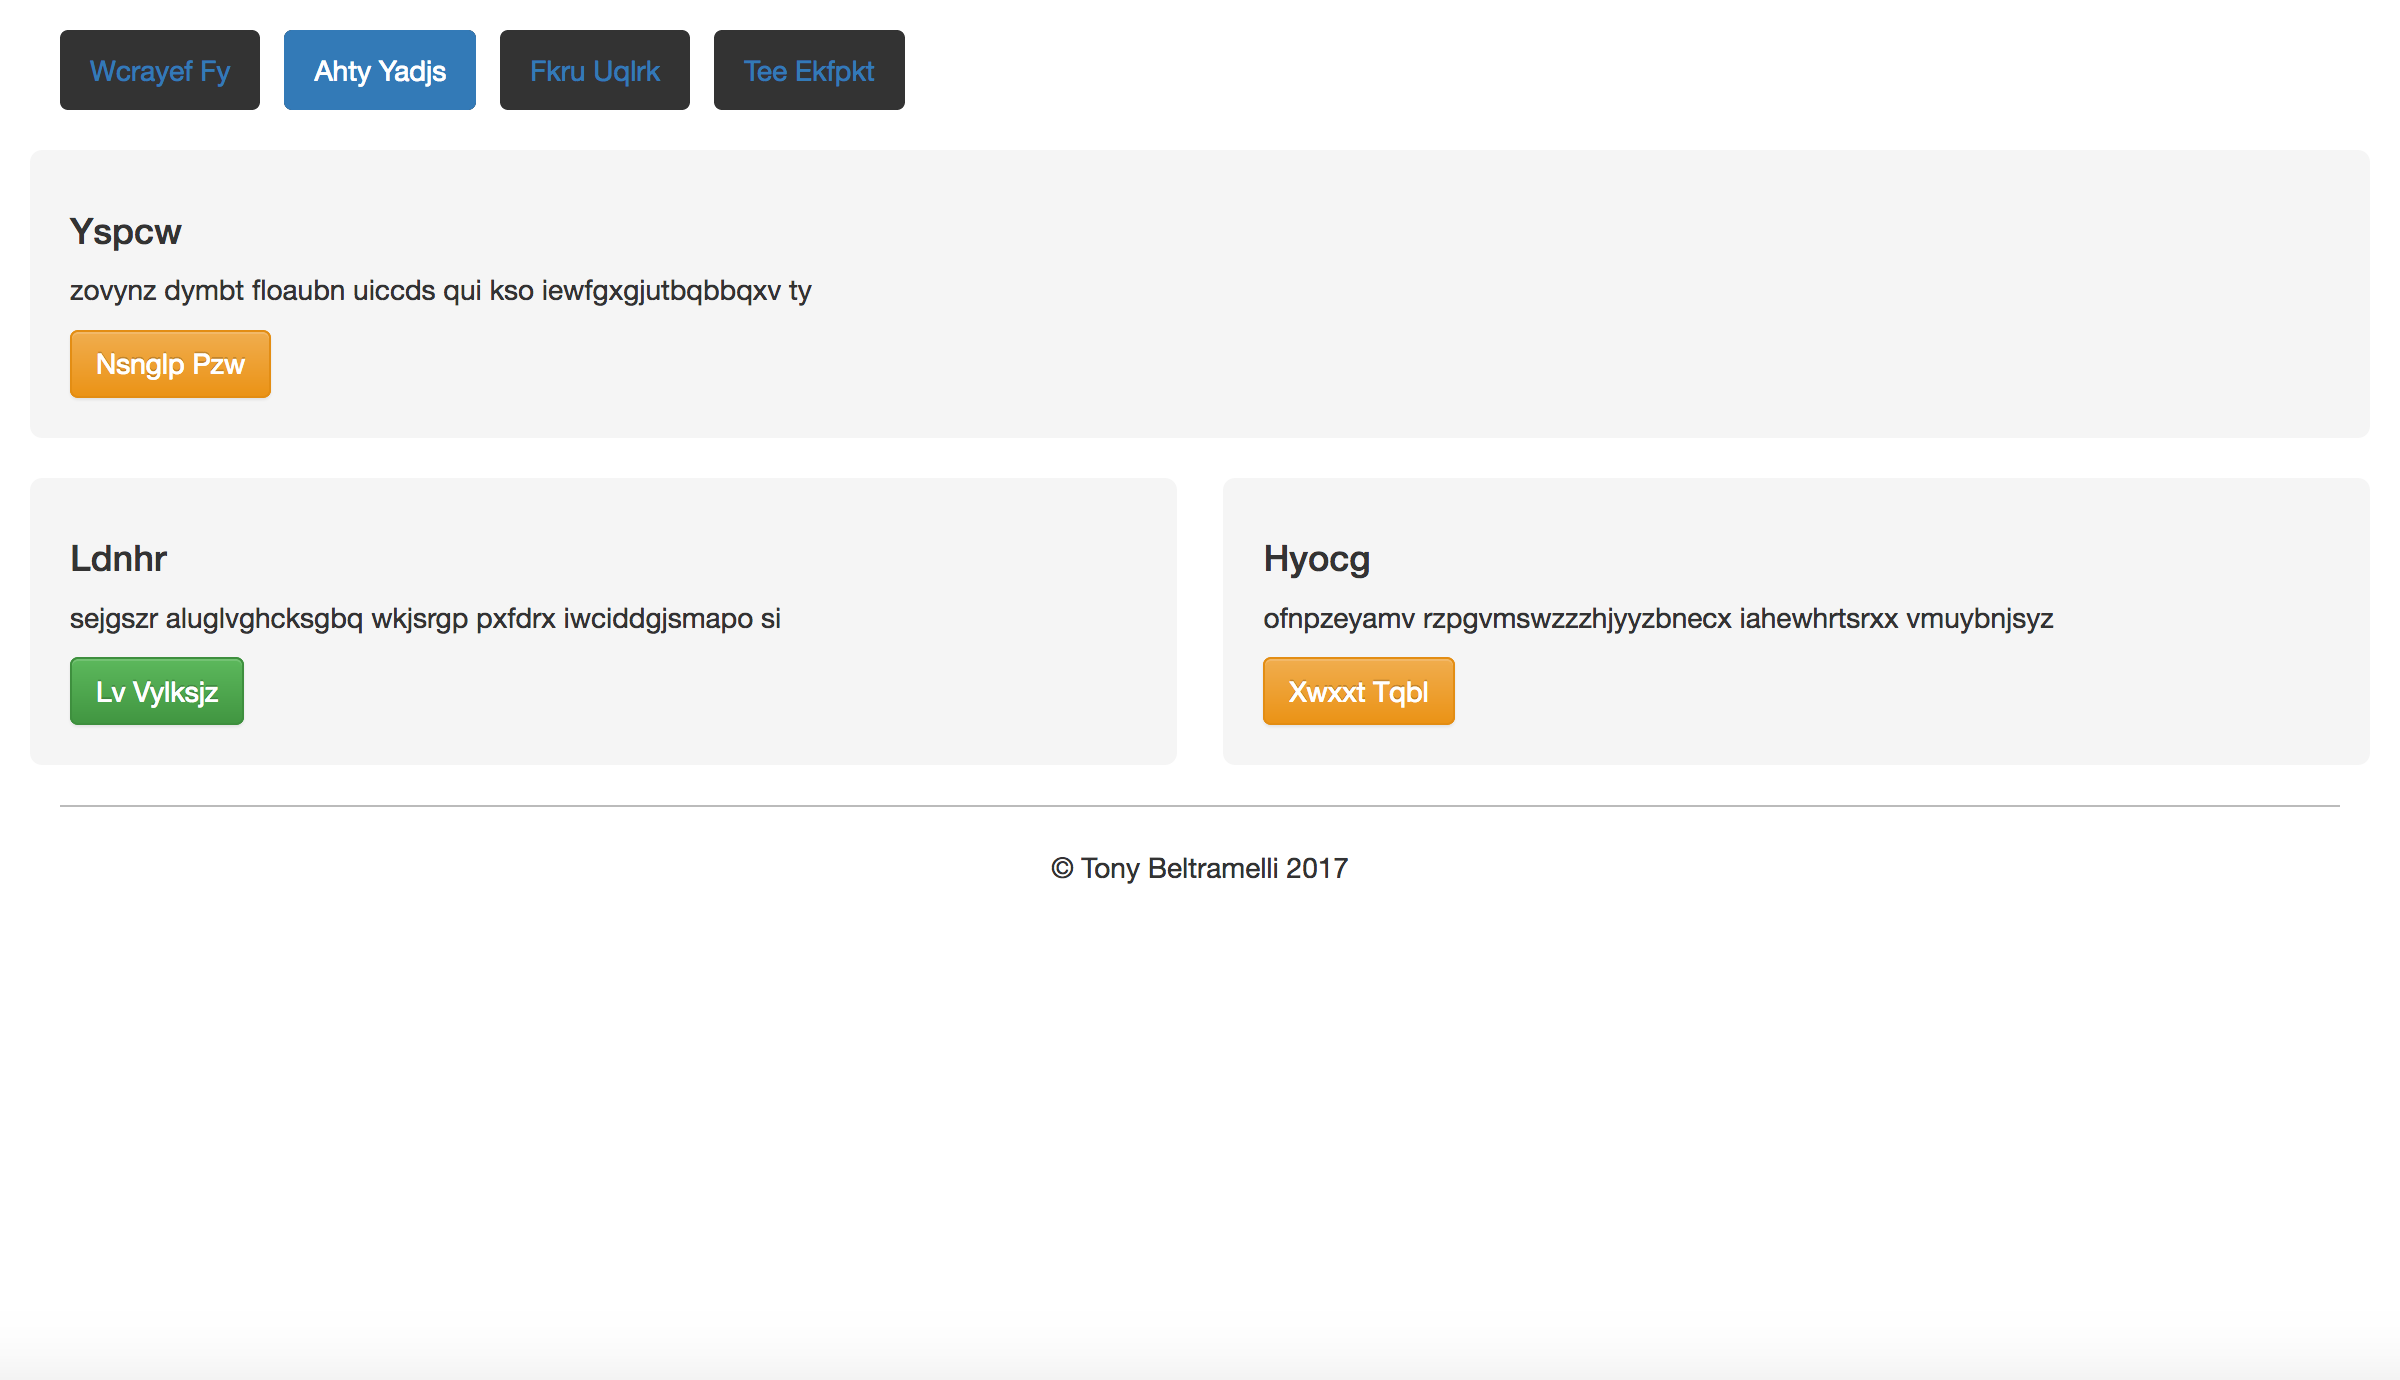 Wcrayef Fy Ahty Yadjs Fkru Uqlrk Tee Ekfpkt
Yspcw
zovynz dymbt floaubn uiccds qui kso iewfgxgjutbqbbqxv ty
Nsnglp Pzw
Ldnhr
sejgszr aluglvghcksgbq wkjsrgp pxfdrx iwciddgjsmapo si
Lv Vylksjz
Hyocg
ofnpzeyamv rzpgvmswzzzhjyyzbnecx iahewhrtsrxx vmuybnjsyz
Xwxxt Tqbl
© Tony Beltramelli 2017